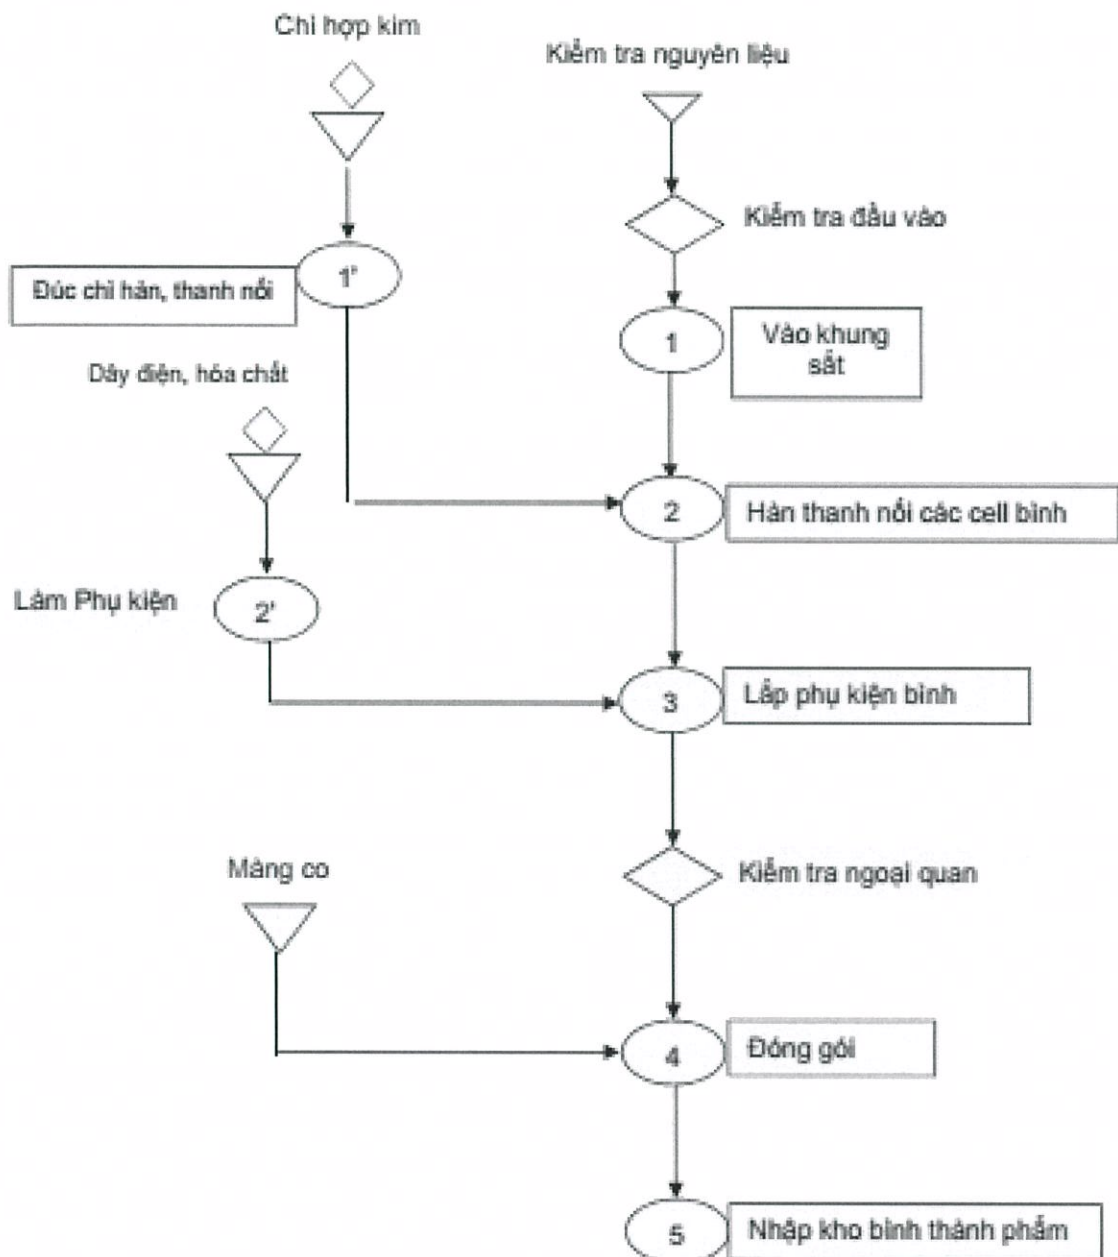 Chì hợp kim
Kiểm tra nguyên liệu
Kiểm tra đầu vào
1'
Đúc chì hàn, thanh nối
1
Vào khung
sắt
Dây điện, hóa chất
2
Hàn thanh nối các cell bình
Làm Phụ kiện
2'
3
Lắp phụ kiện bình
Màng co
Kiểm tra ngoại quan
4
Đóng gói
5
Nhập kho bình thành phẩm